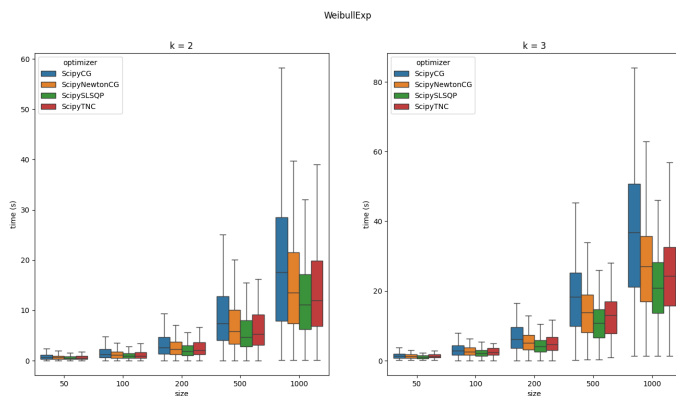 WeibullExp
k = 2
optimizer
ScipyCG
ScipyNewtonCG
ScipySLSQP
ScipyTNC
60
50
40
30
20
10
0
time (s)
50 100 200 500 1000
size
k = 3
optimizer
ScipyCG
ScipyNewtonCG
ScipySLSQP
ScipyTNC
80
60
40
20
0
time (s)
50 100 200 500 1000
size